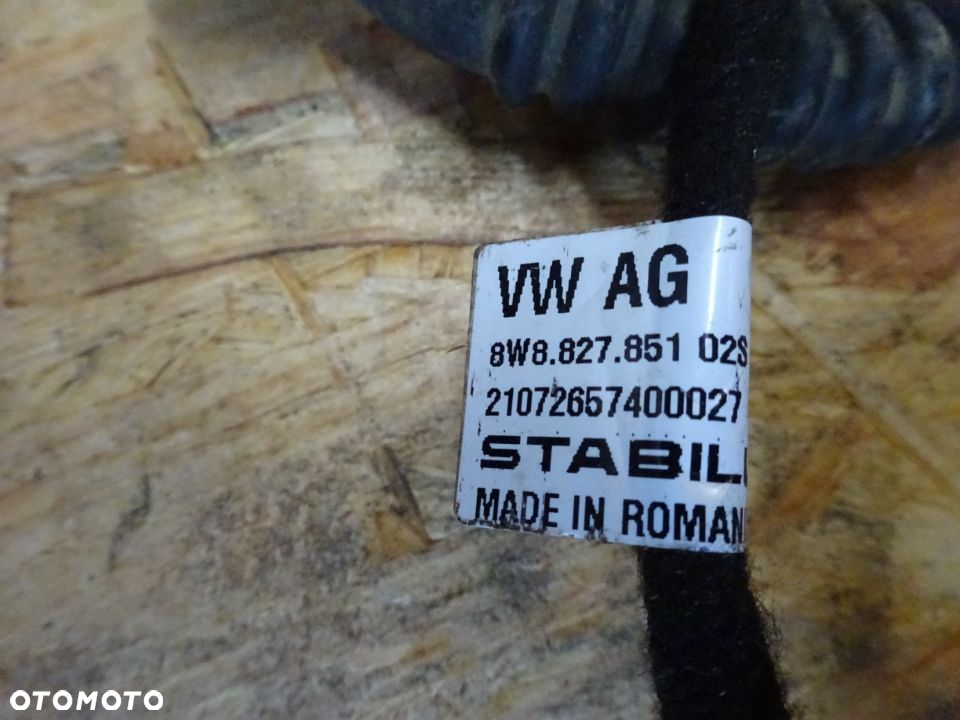 VW AG
8W8.827.851 02S
21072657400027
STABIL
MADE IN ROMAN
OTOMOTO